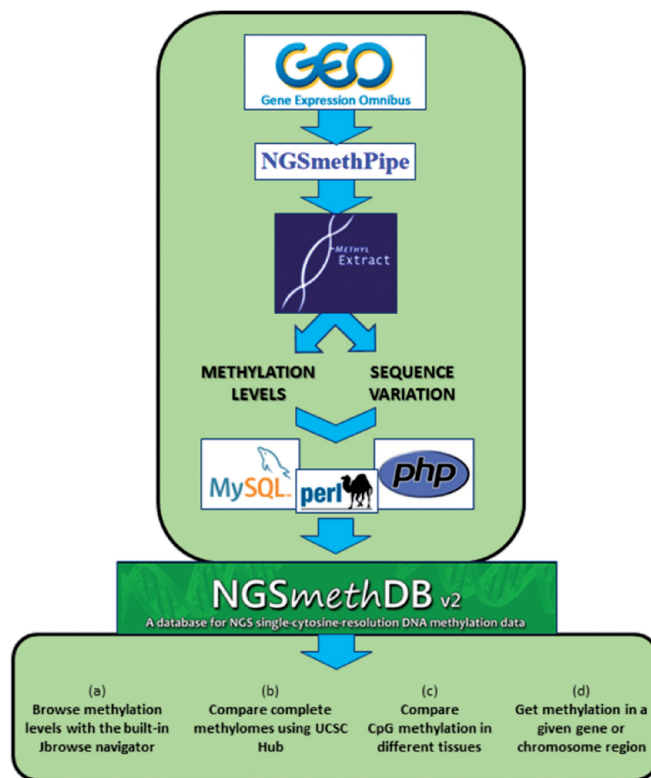 GEO
Gene Expression Omnibus
NGSmethPipe
METHYL
Extract
METHYLATION
LEVELS
SEQUENCE
VARIATION
MySQL™
perl
php
NGSmethDB v2
A database for NGS single-cytosine-resolution DNA methylation data
(a)
Browse methylation
levels with the built-in
Jbrowse navigator
(b)
Compare complete
methylomes using UCSC
Hub
(c)
Compare
CpG methylation in
different tissues
(d)
Get methylation in a
given gene or
chromosome region